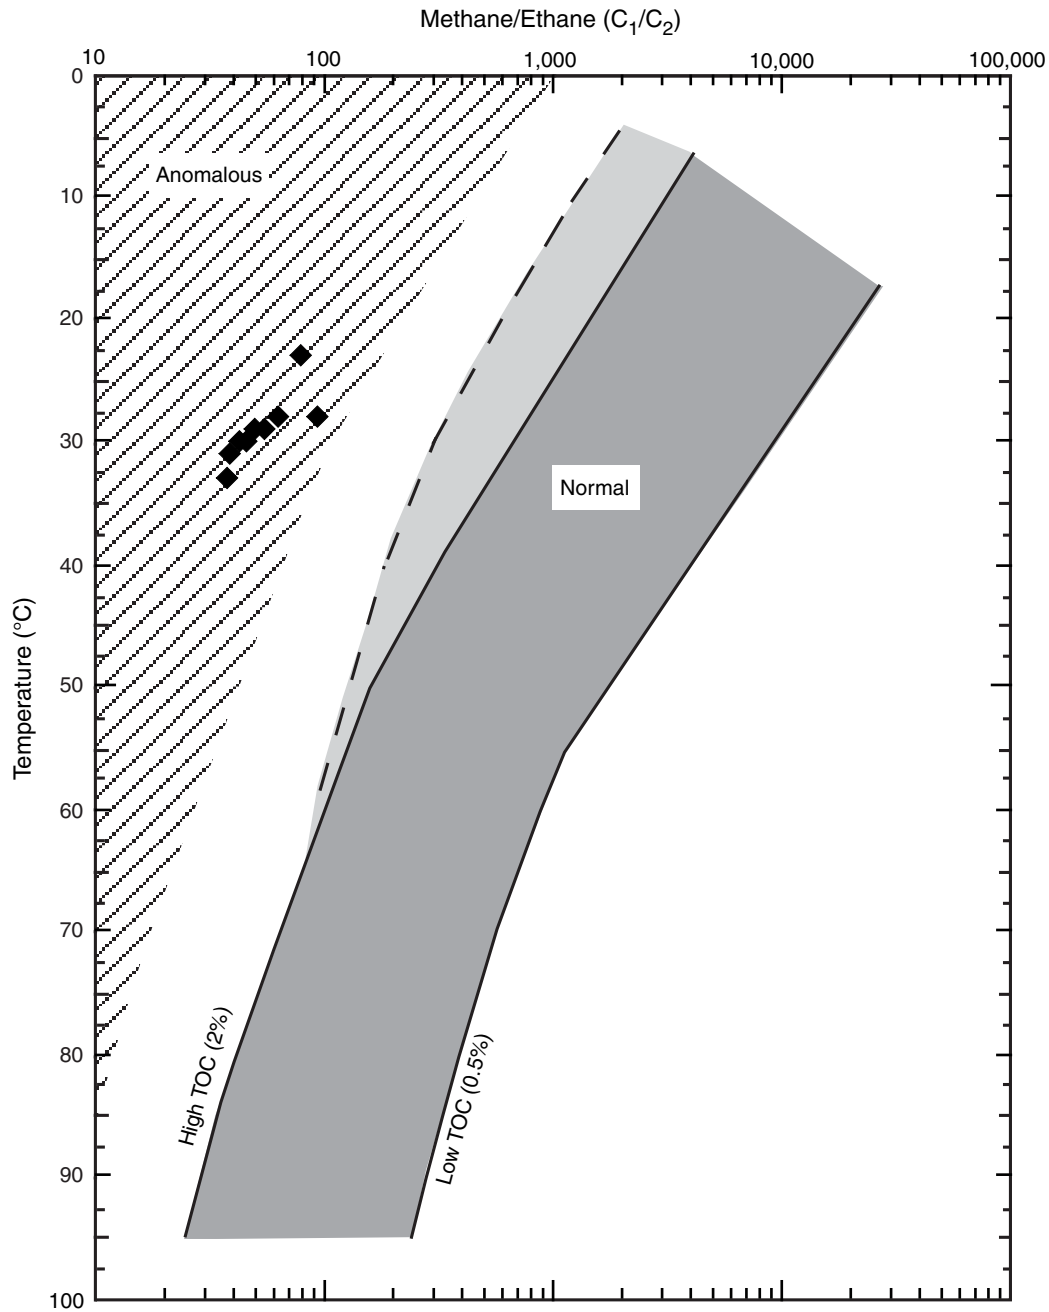 Methane/Ethane (C₁/C₂)
10 100 1,000 10,000 100,000
0
Anomalous
10
20
30
Normal
40
Temperature (°C)
50
60
70
High TOC (2%)
Low TOC (0.5%)
80
90
100